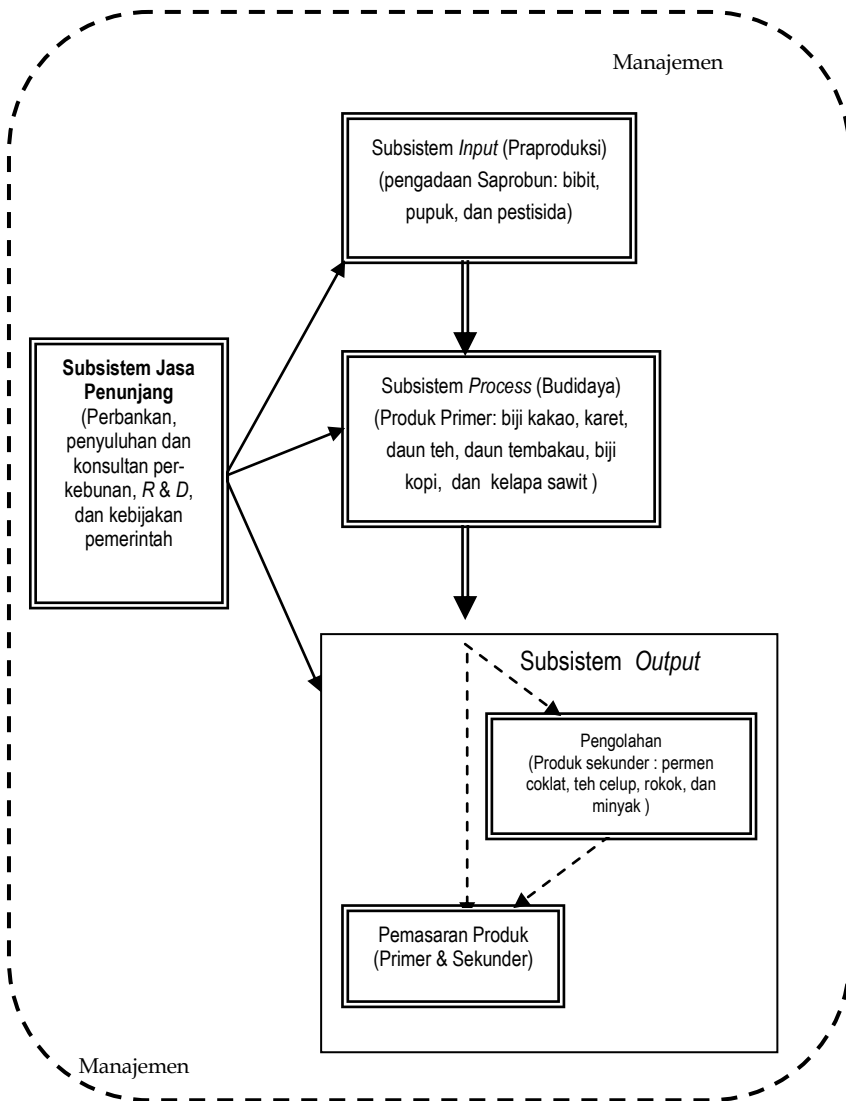 Manajemen
Subsistem Input (Praproduksi)
(pengadaan Saprobun: bibit,
pupuk, dan pestisida)
Subsistem Jasa
Penunjang
(Perbankan,
penyuluhan dan
konsultan per-
kebunan, R & D,
dan kebijakan
pemerintah
Subsistem Process (Budidaya)
(Produk Primer: biji kakao, karet,
daun teh, daun tembakau, biji
kopi, dan kelapa sawit )
Subsistem Output
Pengolahan
(Produk sekunder : permen
coklat, teh celup, rokok, dan
minyak )
Pemasaran Produk
(Primer & Sekunder)
Manajemen